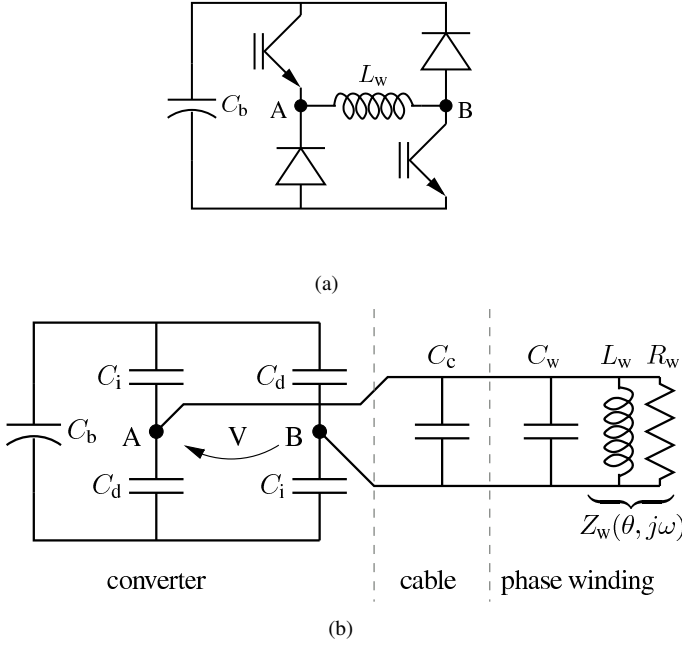 C_b
A
L_w
B
(a)
C_i
C_d
C_c
C_w
L_w
R_w
C_b
A
V
B
C_d
C_i
Z_w(θ, jω)
converter
cable
phase winding
(b)